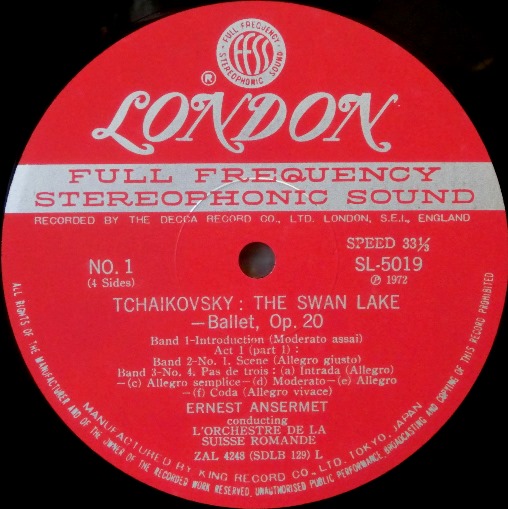 FULL FREQUENCY
FFSS
STEREOPHONIC SOUND
®
LONDON
FULL FREQUENCY
STEREOPHONIC SOUND
RECORDED BY THE DECCA RECORD CO., LTD. LONDON, S.E.I., ENGLAND
SPEED 33⅓
NO. 1
SL-5019
(4 Sides)
℗ 1972
TCHAIKOVSKY: THE SWAN LAKE
—Ballet, Op. 20
Band 1-Introduction (Moderato assai)
Act 1 (part 1) :
Band 2-No. 1. Scene (Allegro giusto)
Band 3-No. 4. Pas de trois : (a) Intrada (Allegro)
—(c) Allegro semplice—(d) Moderato—(e) Allegro
—(f) Coda (Allegro vivace)
ERNEST ANSERMET
conducting
L'ORCHESTRE DE LA
SUISSE ROMANDE
ZAL 4248 (SDLB 129) L
MANUFACTURED BY KING RECORD CO., LTD. TOKYO, JAPAN
ALL RIGHTS OF THE MANUFACTURER AND OF THE OWNER OF THE RECORDED WORK RESERVED. UNAUTHORISED PUBLIC PERFORMANCE, BROADCASTING AND COPYING OF THIS RECORD PROHIBITED